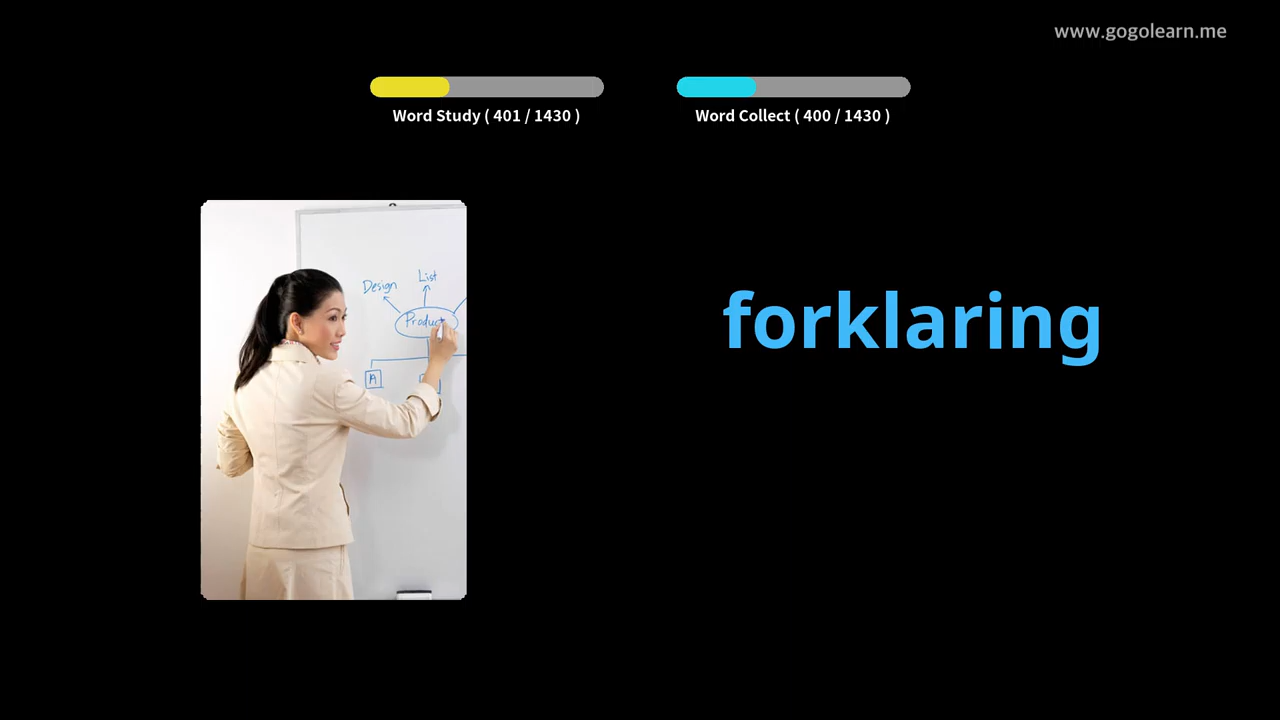 www.gogolearn.me
Word Study ( 401 / 1430 )
Word Collect ( 400 / 1430 )
forklaring
List
Design
Product
A